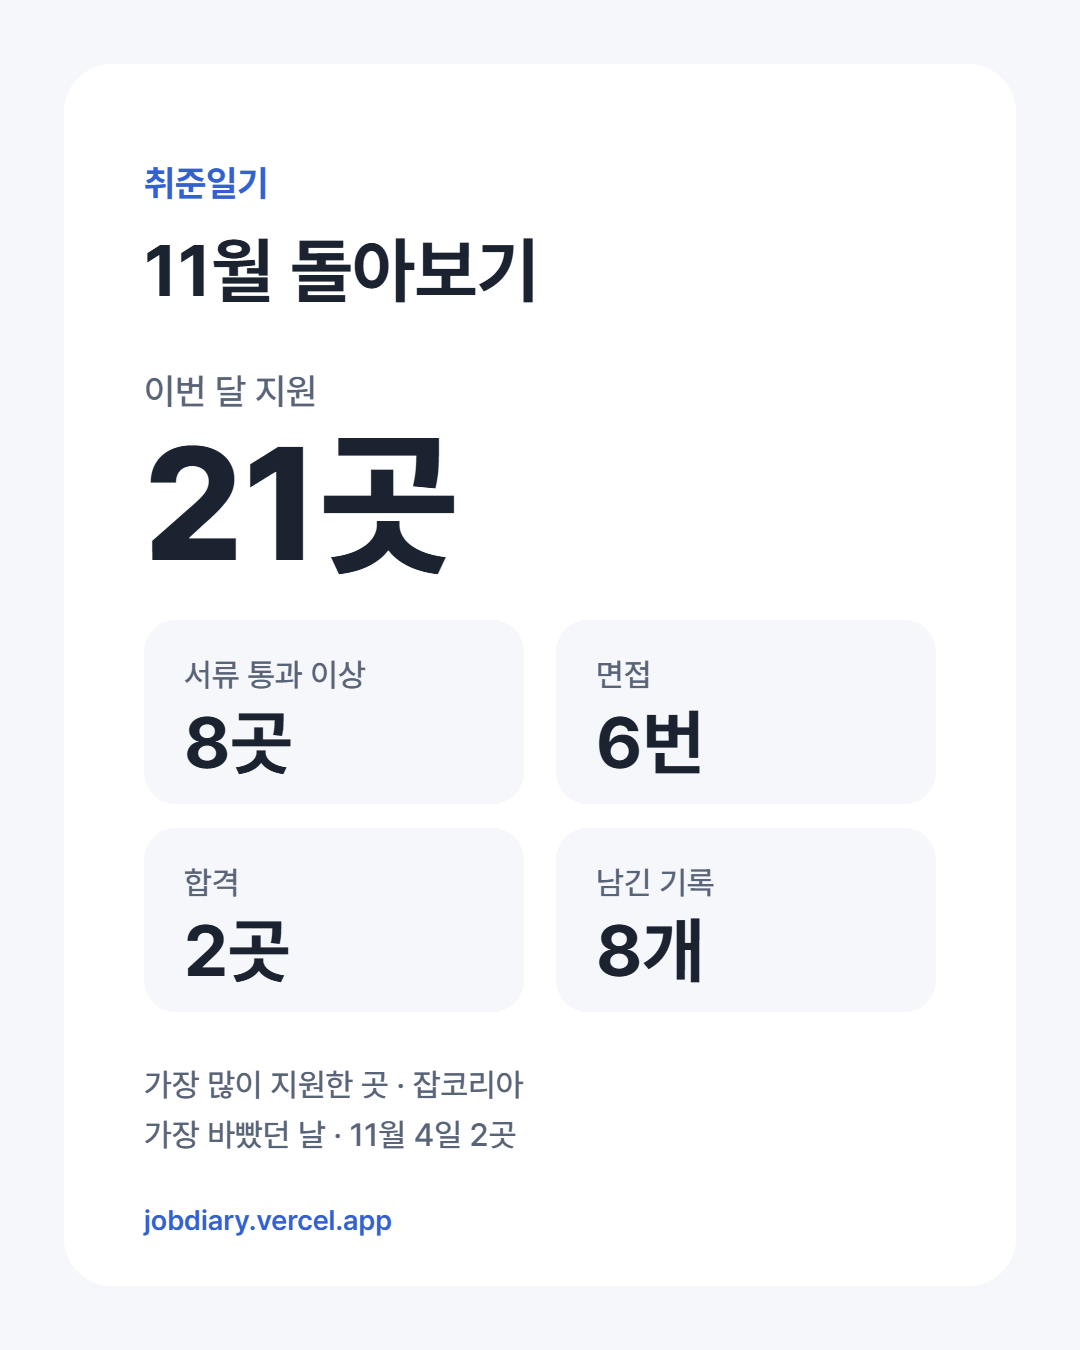 취준일기
11월 돌아보기
이번 달 지원
21곳
서류 통과 이상
8곳
면접
6번
합격
2곳
남긴 기록
8개
가장 많이 지원한 곳 · 잡코리아
가장 바빴던 날 · 11월 4일 2곳
jobdiary.vercel.app